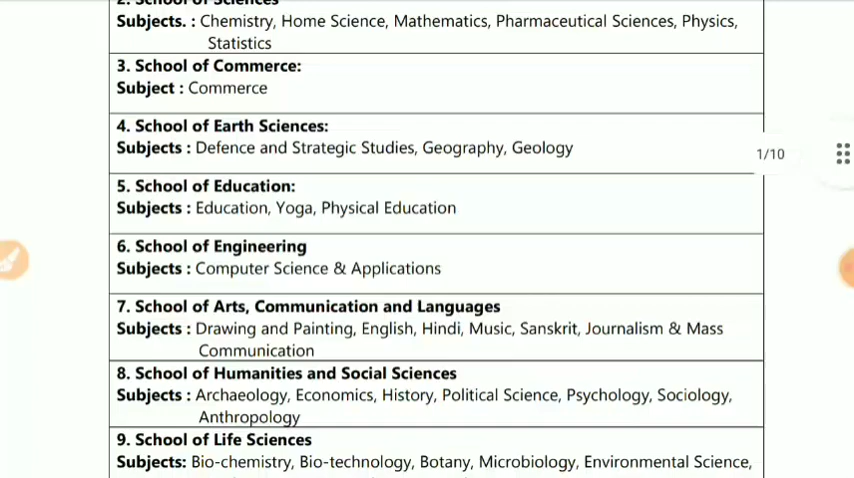 2. School of Sciences
Subjects. : Chemistry, Home Science, Mathematics, Pharmaceutical Sciences, Physics,
Statistics
3. School of Commerce:
Subject : Commerce
4. School of Earth Sciences:
Subjects : Defence and Strategic Studies, Geography, Geology
1/10
5. School of Education:
Subjects : Education, Yoga, Physical Education
6. School of Engineering
Subjects : Computer Science & Applications
7. School of Arts, Communication and Languages
Subjects : Drawing and Painting, English, Hindi, Music, Sanskrit, Journalism & Mass
Communication
8. School of Humanities and Social Sciences
Subjects : Archaeology, Economics, History, Political Science, Psychology, Sociology,
Anthropology
9. School of Life Sciences
Subjects: Bio-chemistry, Bio-technology, Botany, Microbiology, Environmental Science,